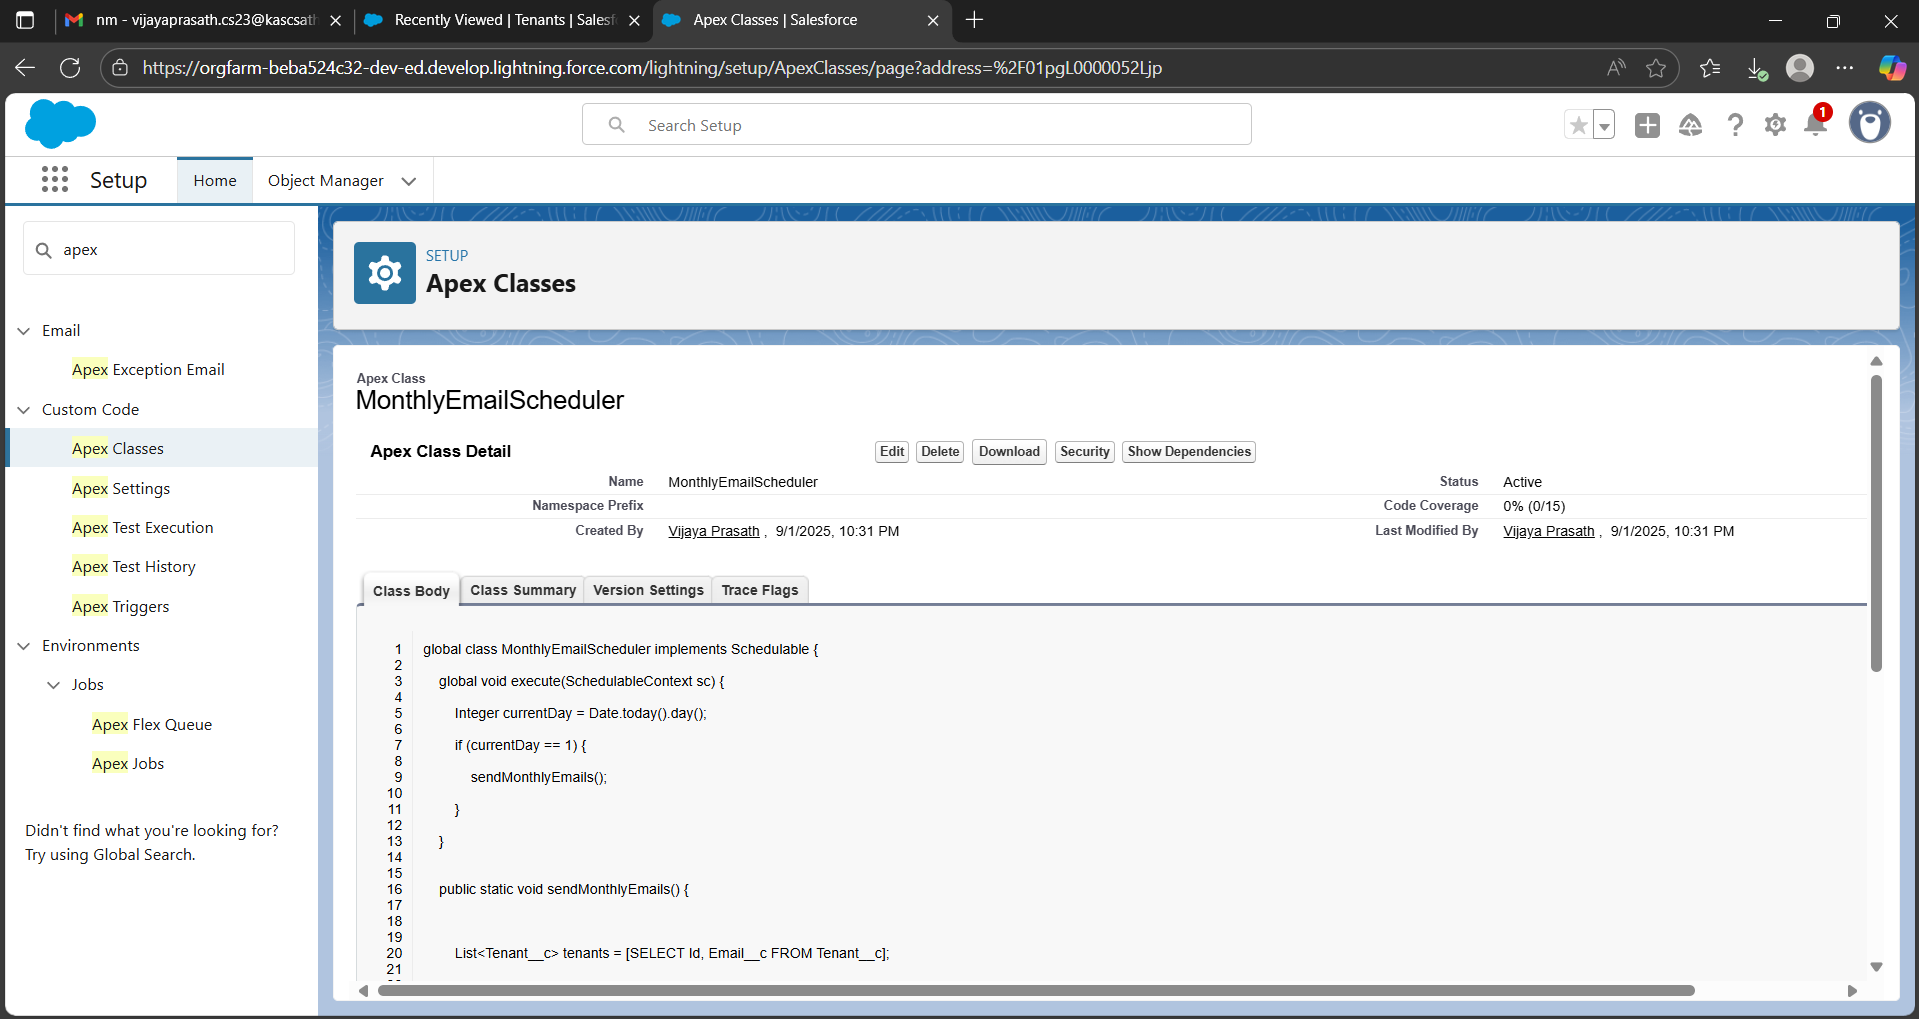 nm - vijayaprasath.cs23@kascsath
Recently Viewed | Tenants | Salesf
Apex Classes | Salesforce
https://orgfarm-beba524c32-dev-ed.develop.lightning.force.com/lightning/setup/ApexClasses/page?address=%2F01pgL0000052Ljp
Search Setup
1
Setup
Home
Object Manager
apex
Email
Apex Exception Email
Custom Code
Apex Classes
Apex Settings
Apex Test Execution
Apex Test History
Apex Triggers
Environments
Jobs
Apex Flex Queue
Apex Jobs
Didn't find what you're looking for?
Try using Global Search.
SETUP
Apex Classes
Apex Class
MonthlyEmailScheduler
Apex Class Detail
Edit Delete Download Security Show Dependencies
Name MonthlyEmailScheduler Status Active
Namespace Prefix Code Coverage 0% (0/15)
Created By Vijaya Prasath , 9/1/2025, 10:31 PM Last Modified By Vijaya Prasath , 9/1/2025, 10:31 PM
Class Body Class Summary Version Settings Trace Flags
1 global class MonthlyEmailScheduler implements Schedulable {
2
3 global void execute(SchedulableContext sc) {
4
5 Integer currentDay = Date.today().day();
6
7 if (currentDay == 1) {
8
9 sendMonthlyEmails();
10
11 }
12
13 }
14
15
16 public static void sendMonthlyEmails() {
17
18
19
20 List<Tenant__c> tenants = [SELECT Id, Email__c FROM Tenant__c];
21